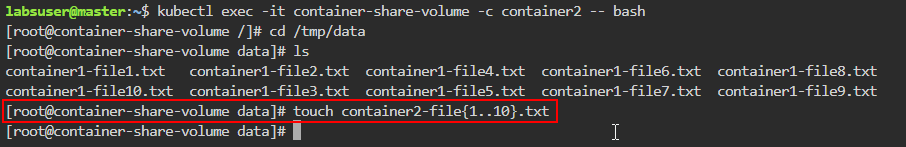 labsuser@master:~$ kubectl exec -it container-share-volume -c container2 -- bash
[root@container-share-volume /]# cd /tmp/data
[root@container-share-volume data]# ls
container1-file1.txt container1-file2.txt container1-file4.txt container1-file6.txt container1-file8.txt
container1-file10.txt container1-file3.txt container1-file5.txt container1-file7.txt container1-file9.txt
[root@container-share-volume data]# touch container2-file{1..10}.txt
[root@container-share-volume data]#